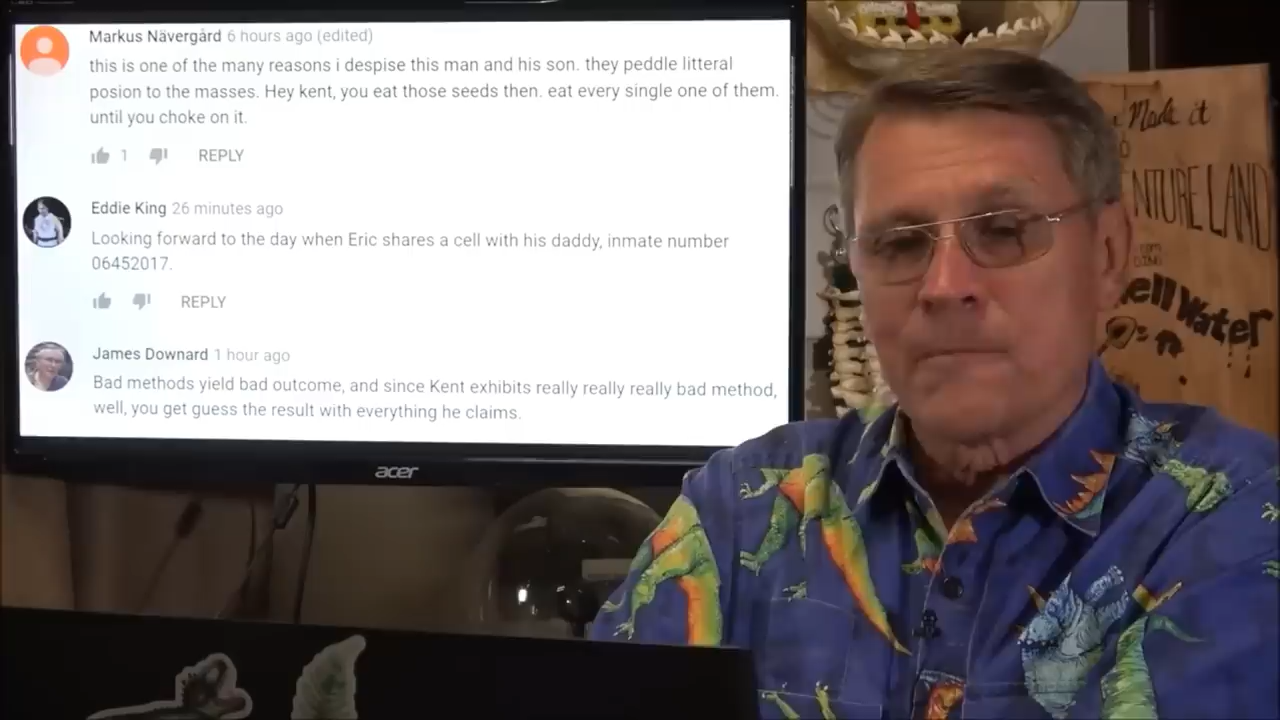 Markus Nävergård 6 hours ago (edited)
this is one of the many reasons i despise this man and his son. they peddle litteral
posion to the masses. Hey kent, you eat those seeds then. eat every single one of them.
until you choke on it.
1 REPLY
Eddie King 26 minutes ago
Looking forward to the day when Eric shares a cell with his daddy, inmate number
06452017.
REPLY
James Downard 1 hour ago
Bad methods yield bad outcome, and since Kent exhibits really really really bad method,
well, you get guess the result with everything he claims.
acer
Made it
NTURE LAND
ell Water